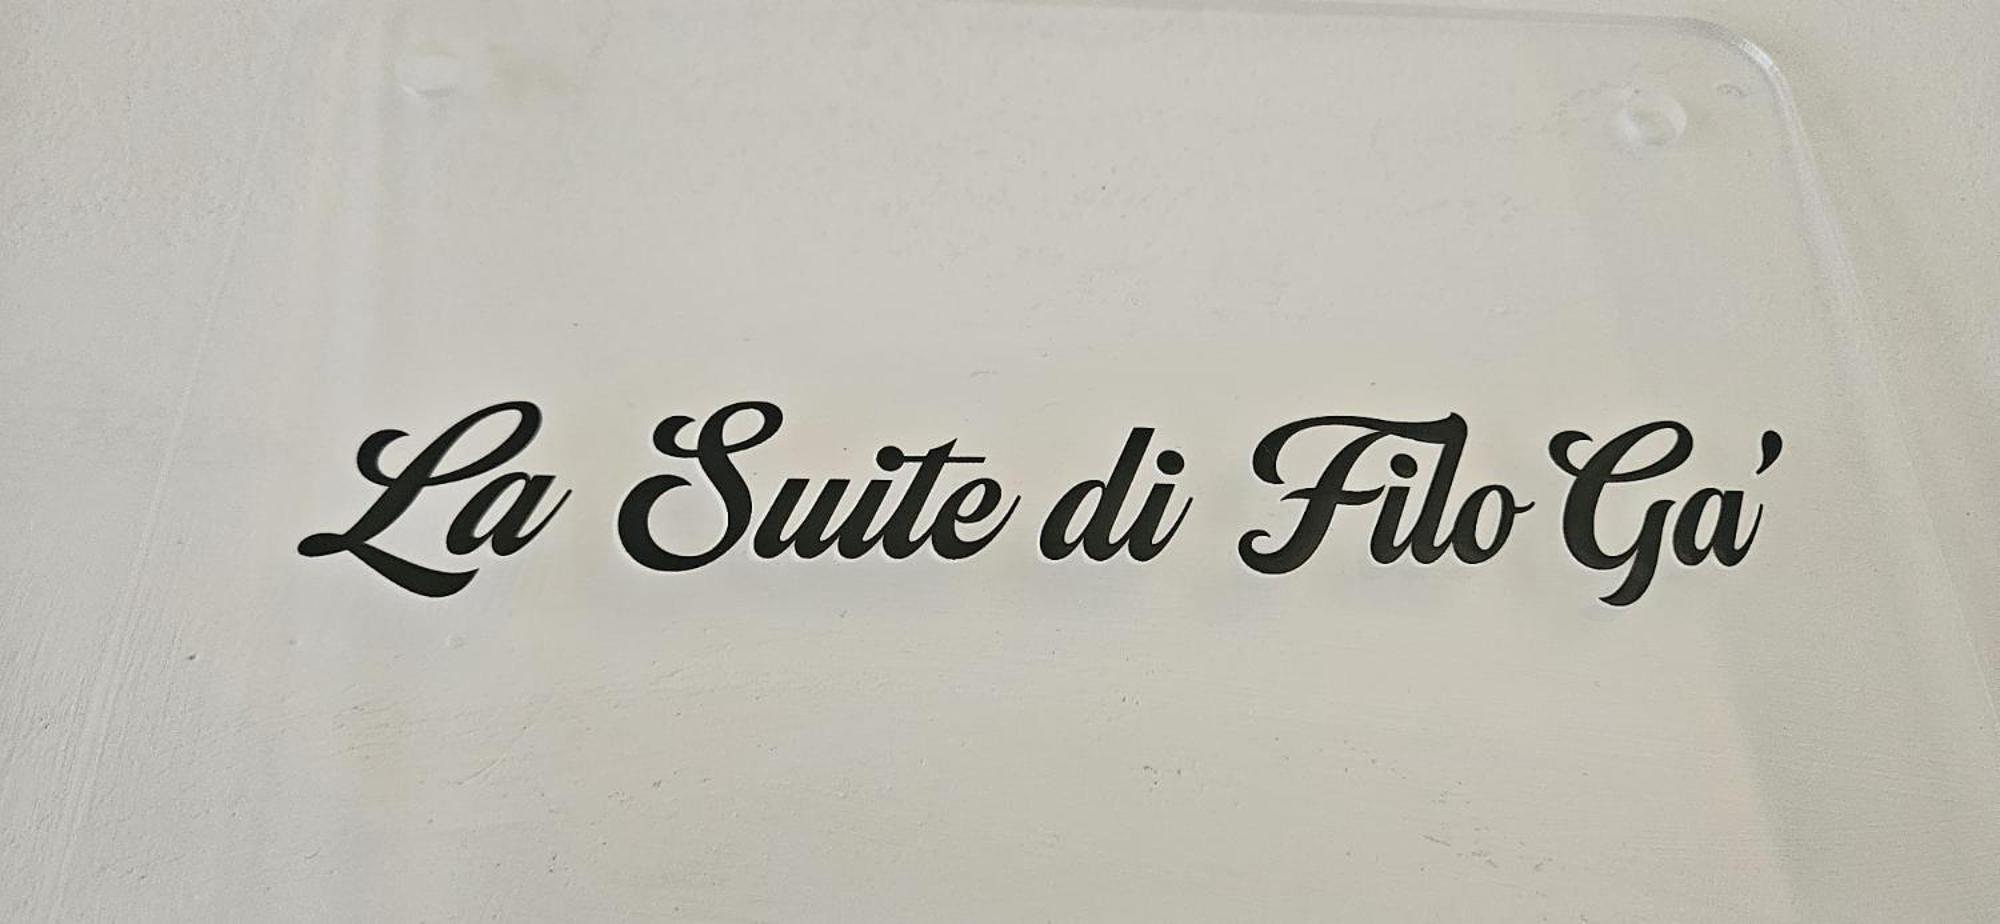 La Suite di Filo Ga'